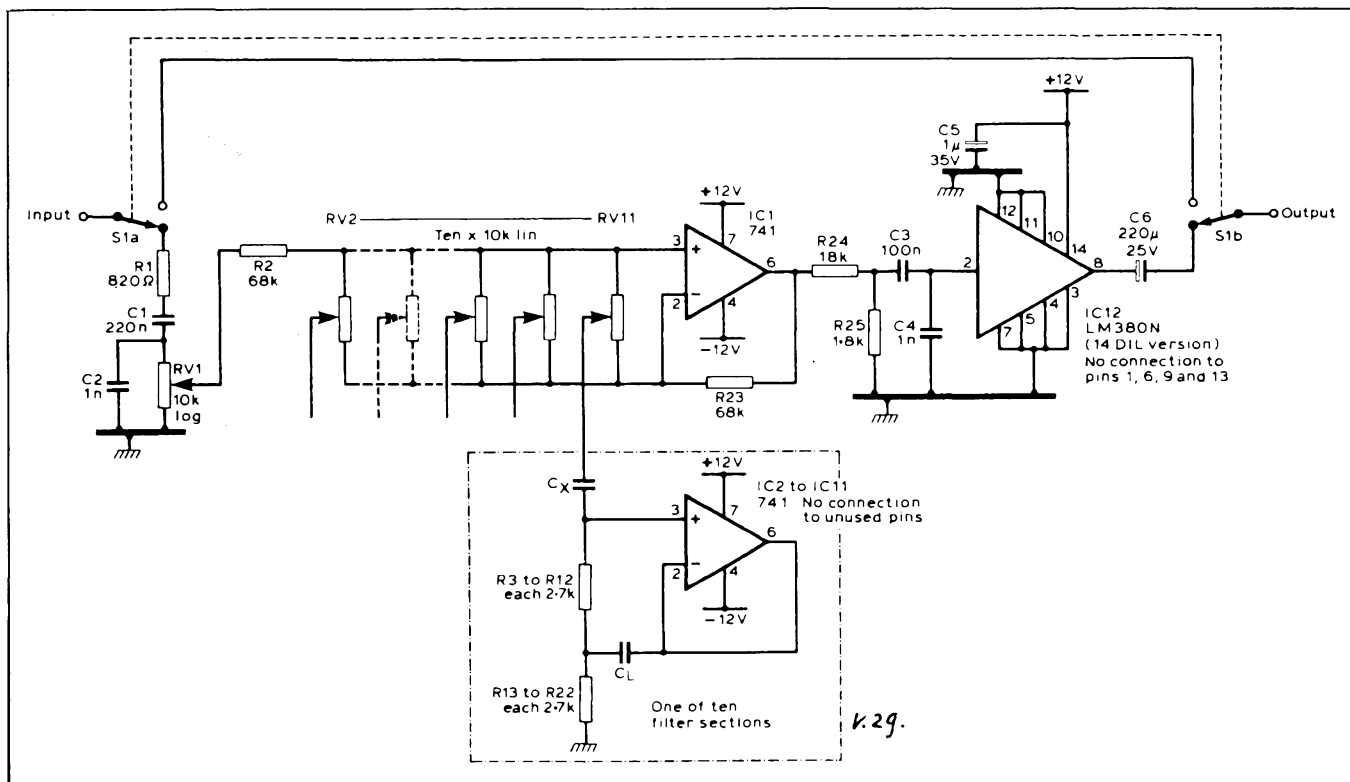 +12V
C5
1µ
35V
Input
S1a
R1
820Ω
C1
220n
C2
1n
RV1
10k
log
R2
68k
RV2
RV11
Ten x 10k lin
+12V
IC1
741
3
+
7
6
2
−
4
−12V
R23
68k
R24
18k
R25
1·8k
C3
100n
C4
1n
2
12
11
10
14
8
3
4
5
7
C6
220µ
25V
S1b
Output
IC12
LM380N
(14 DIL version)
No connection to
pins 1, 6, 9 and 13
CX
+12V
IC2 to IC11
741 No connection
to unused pins
3
+
7
6
2
−
4
−12V
R3 to R12
each 2·7k
CL
R13 to R22
each 2·7k
One of ten
filter sections
V.29.